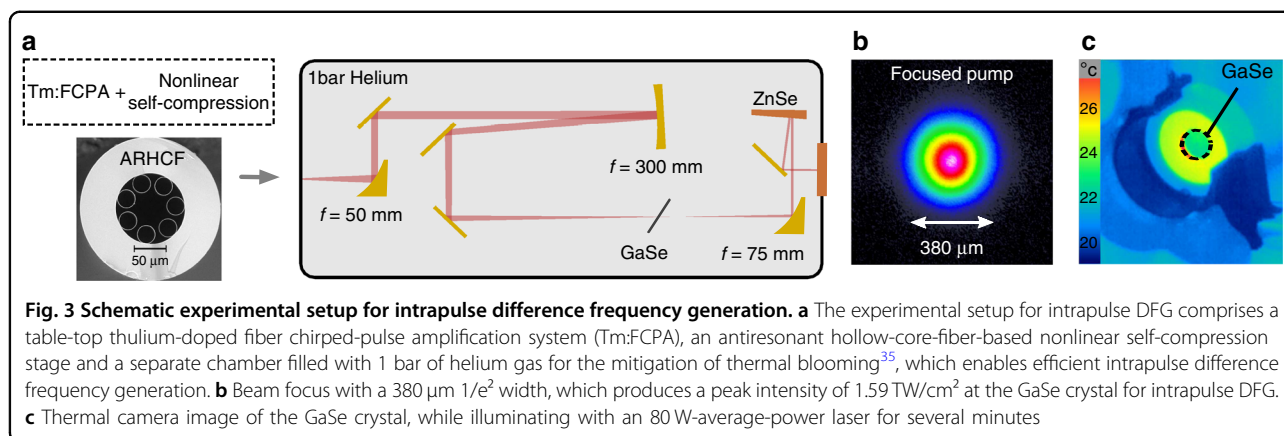 a
Tm:FCPA + Nonlinear
self-compression
ARHCF
50 µm
1bar Helium
f = 50 mm
f = 300 mm
GaSe
ZnSe
f = 75 mm
b
Focused pump
380 µm
c
°c
26
24
22
20
GaSe
Fig. 3 Schematic experimental setup for intrapulse difference frequency generation. a The experimental setup for intrapulse DFG comprises a
table-top thulium-doped fiber chirped-pulse amplification system (Tm:FCPA), an antiresonant hollow-core-fiber-based nonlinear self-compression
stage and a separate chamber filled with 1 bar of helium gas for the mitigation of thermal blooming35, which enables efficient intrapulse difference
frequency generation. b Beam focus with a 380 µm 1/e² width, which produces a peak intensity of 1.59 TW/cm² at the GaSe crystal for intrapulse DFG.
c Thermal camera image of the GaSe crystal, while illuminating with an 80 W-average-power laser for several minutes